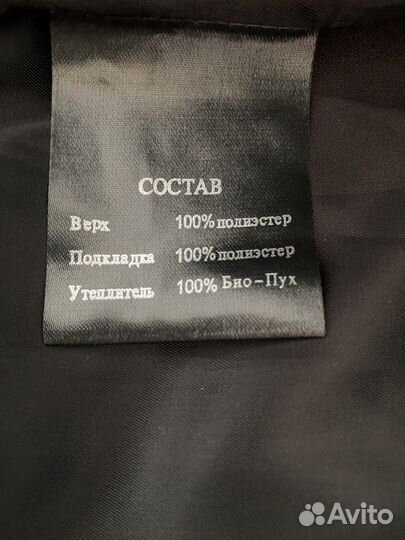 СОСТАВ
Верх 100% полиэстер
Подкладка 100% полиэстер
Утеплитель 100% Био-Пух
Avito